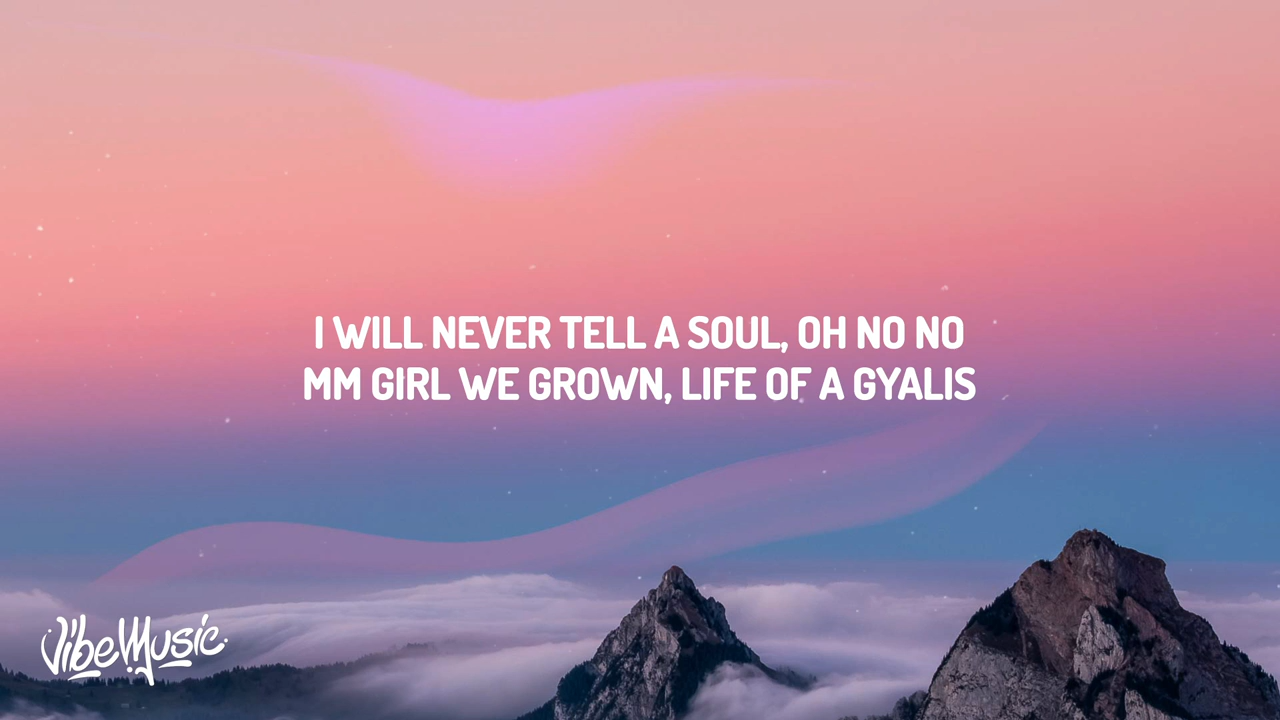 I WILL NEVER TELL A SOUL, OH NO NO
MM GIRL WE GROWN, LIFE OF A GYALIS
VibeMusic